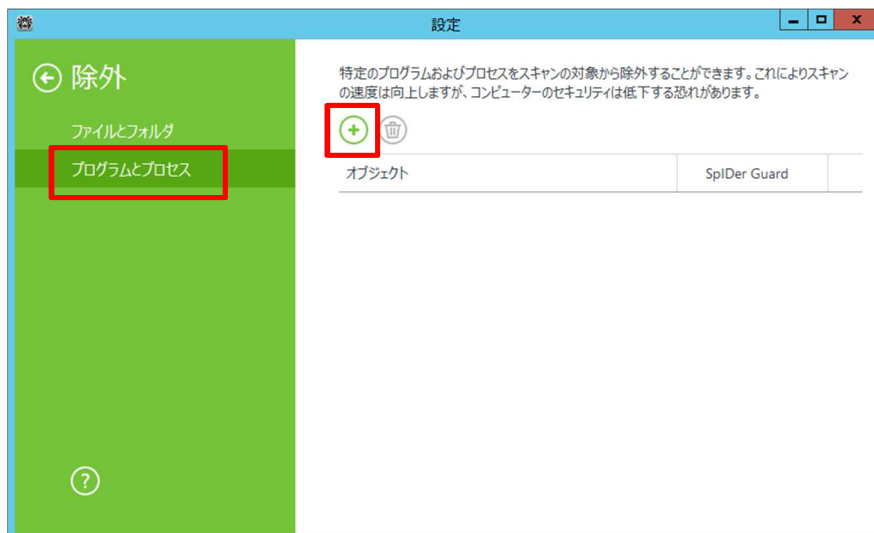 設定
除外
ファイルとフォルダ
プログラムとプロセス
特定のプログラムおよびプロセスをスキャンの対象から除外することができます。これによりスキャン
の速度は向上しますが、コンピューターのセキュリティは低下する恐れがあります。
オブジェクト
SpIDer Guard